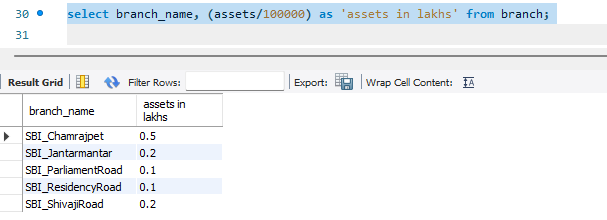 30 select branch_name, (assets/100000) as 'assets in lakhs' from branch;
31
Result Grid Filter Rows: Export: Wrap Cell Content:
branch_name assets in
lakhs
SBI_Chamrajpet 0.5
SBI_Jantarmantar 0.2
SBI_ParliamentRoad 0.1
SBI_ResidencyRoad 0.1
SBI_ShivajiRoad 0.2